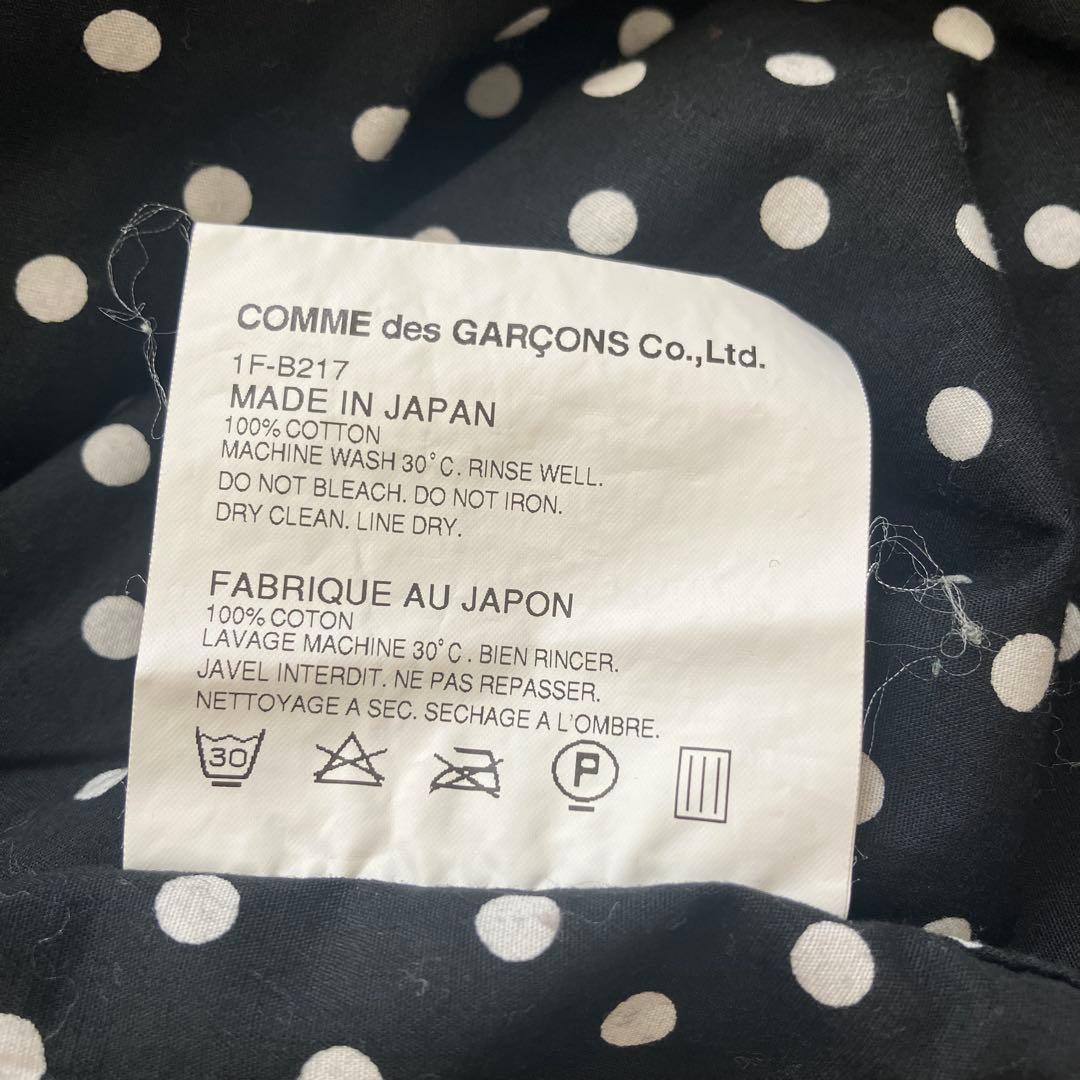 COMME des GARÇONS Co.,Ltd.
1F-B217
MADE IN JAPAN
100% COTTON
MACHINE WASH 30°C. RINSE WELL.
DO NOT BLEACH. DO NOT IRON.
DRY CLEAN. LINE DRY.
FABRIQUE AU JAPON
100% COTON
LAVAGE MACHINE 30°C. BIEN RINCER.
JAVEL INTERDIT. NE PAS REPASSER.
NETTOYAGE A SEC. SECHAGE A L'OMBRE.
30 P